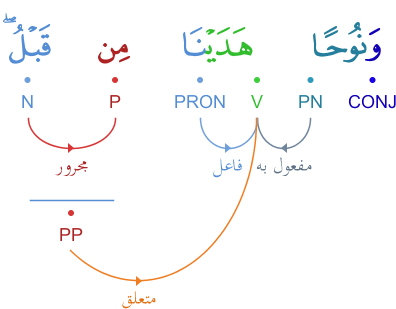 وَنُوحًا هَدَيْنَا مِن قَبْلُ ۖ
CONJ PN V PRON P N
مفعول به فاعل مجرور
PP
متعلق